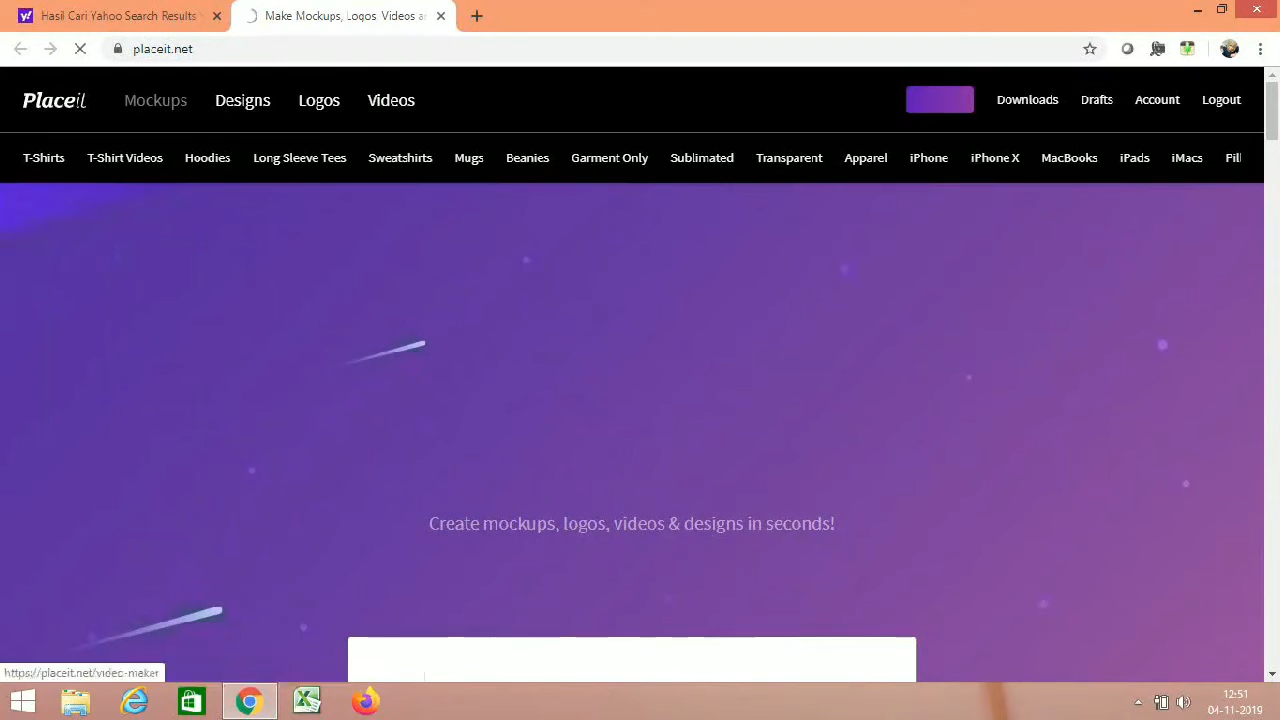 Hasil Cari Yahoo Search Results
Make Mockups, Logos, Videos a
placeit.net
Placeit
Mockups
Designs
Logos
Videos
Downloads
Drafts
Account
Logout
T-Shirts
T-Shirt Videos
Hoodies
Long Sleeve Tees
Sweatshirts
Mugs
Beanies
Garment Only
Sublimated
Transparent
Apparel
iPhone
iPhone X
MacBooks
iPads
iMacs
Pill
Create mockups, logos, videos & designs in seconds!
https://placeit.net/video-maker
12:51
04-11-2019